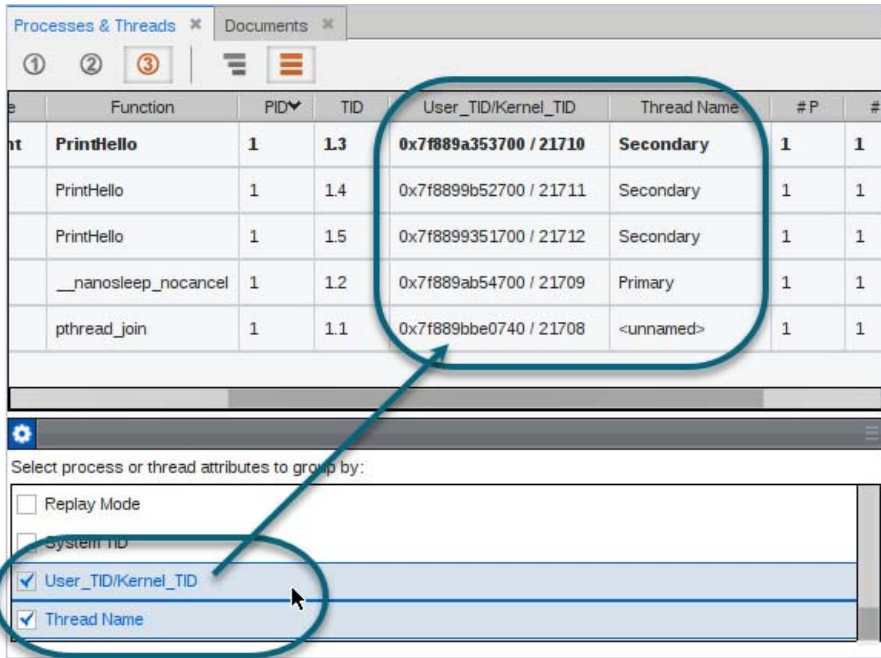 Processes & Threads Documents
1 2 3
e Function PID TID User_TID/Kernel_TID Thread Name # P #
nt PrintHello 1 1.3 0x7f889a353700 / 21710 Secondary 1 1
PrintHello 1 1.4 0x7f8899b52700 / 21711 Secondary 1 1
PrintHello 1 1.5 0x7f8899351700 / 21712 Secondary 1 1
__nanosleep_nocancel 1 1.2 0x7f889ab54700 / 21709 Primary 1 1
pthread_join 1 1.1 0x7f889bbe0740 / 21708 <unnamed> 1 1
Select process or thread attributes to group by:
Replay Mode
System TID
User_TID/Kernel_TID
Thread Name